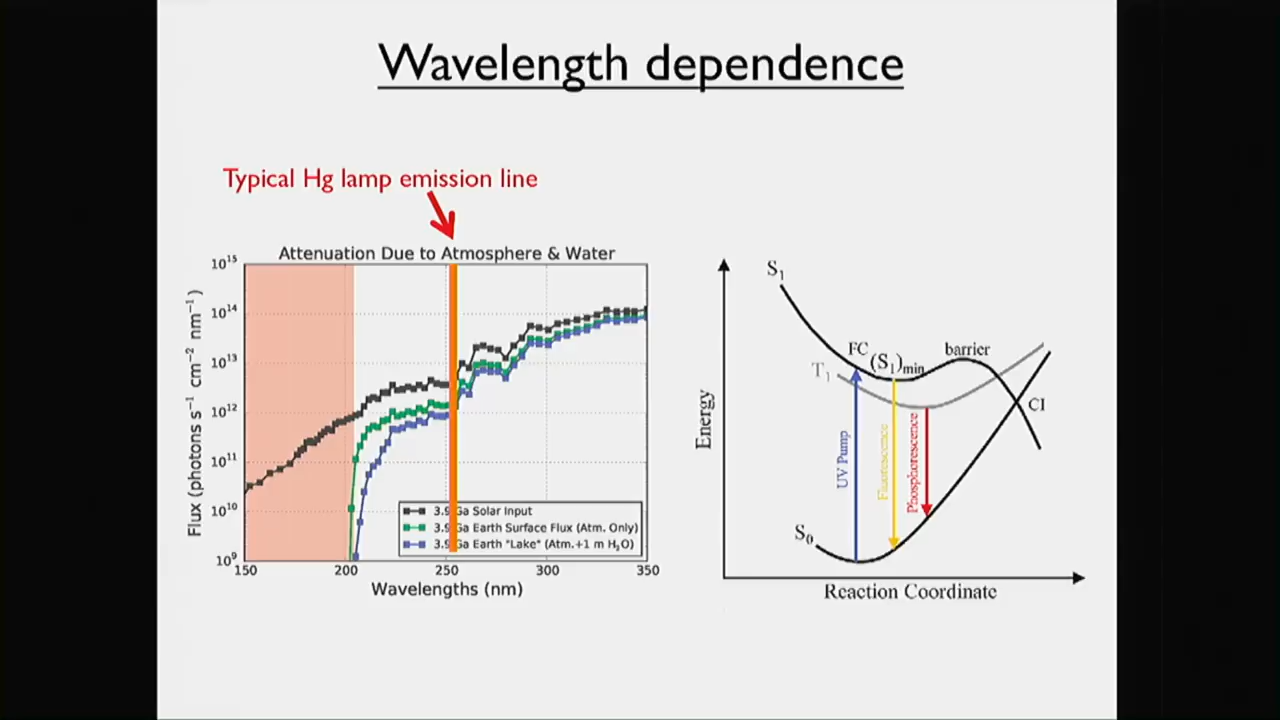 Wavelength dependence
Typical Hg lamp emission line
Attenuation Due to Atmosphere & Water
Flux (photons s⁻¹ cm⁻² nm⁻¹)
10¹⁵
10¹⁴
10¹³
10¹²
10¹¹
10¹⁰
10⁹
3.9 Ga Solar Input
3.9 Ga Earth Surface Flux (Atm. Only)
3.9 Ga Earth "Lake" (Atm.+1 m H₂O)
150 200 250 300 350
Wavelengths (nm)
Energy
S₁
FC
(S₁)min
barrier
T₁
CI
UV Pump
Fluorescence
Phosphorescence
S₀
Reaction Coordinate